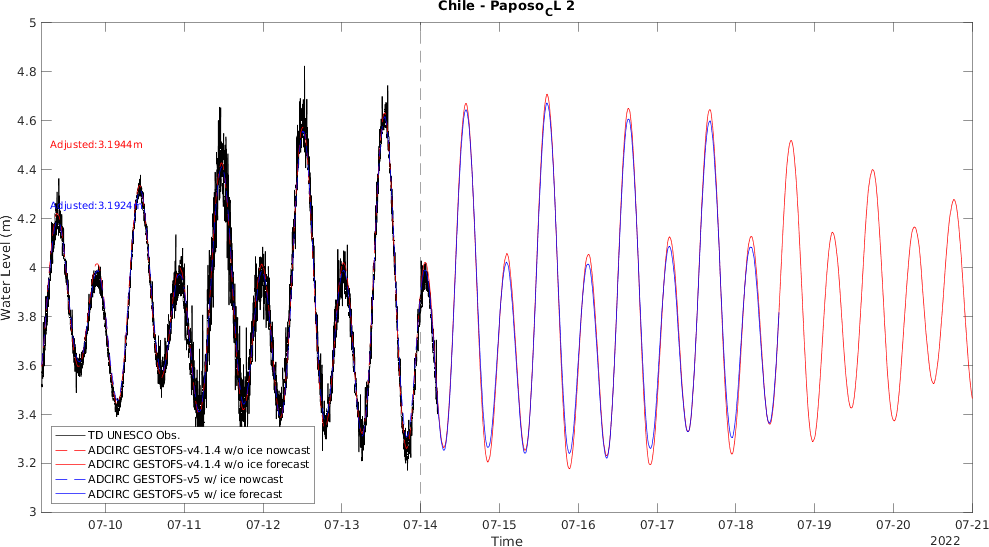 Chile - Paposo_CL 2
5
4.8
4.6
4.4
4.2
4
3.8
3.6
3.4
3.2
3
Water Level (m)
Adjusted:3.1944m
Adjusted:3.1924m
TD UNESCO Obs.
ADCIRC GESTOFS-v4.1.4 w/o ice nowcast
ADCIRC GESTOFS-v4.1.4 w/o ice forecast
ADCIRC GESTOFS-v5 w/ ice nowcast
ADCIRC GESTOFS-v5 w/ ice forecast
07-10 07-11 07-12 07-13 07-14 07-15 07-16 07-17 07-18 07-19 07-20 07-21
Time
2022